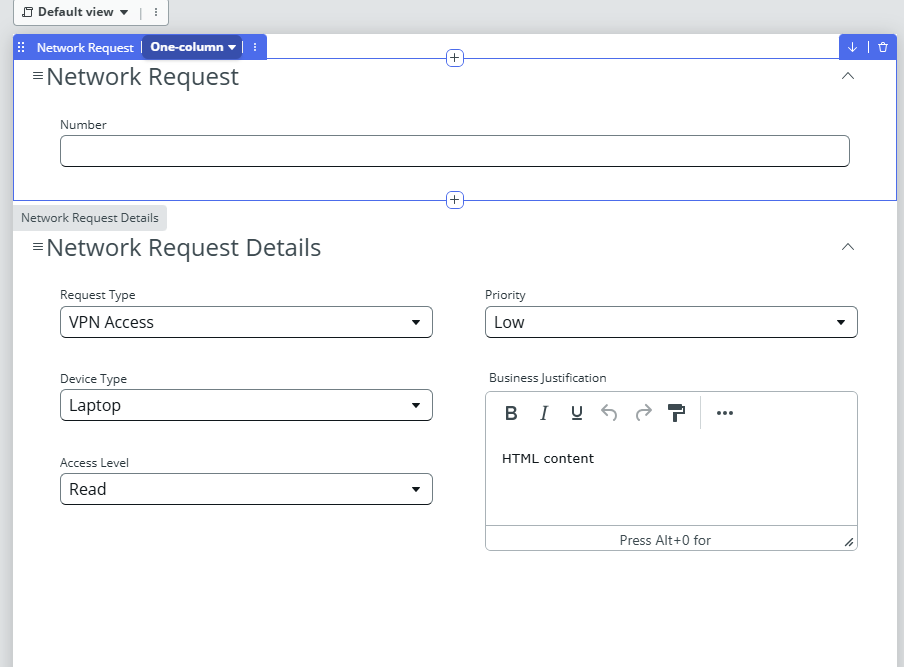 Default view
Network Request One-column
Network Request
Number
Network Request Details
Network Request Details
Request Type
VPN Access
Priority
Low
Device Type
Laptop
Access Level
Read
Business Justification
B I U
HTML content
Press Alt+0 for